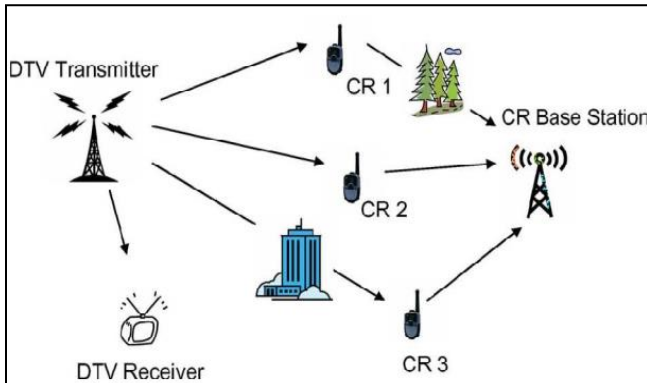 DTV Transmitter
CR 1
CR Base Station
CR 2
CR 3
DTV Receiver